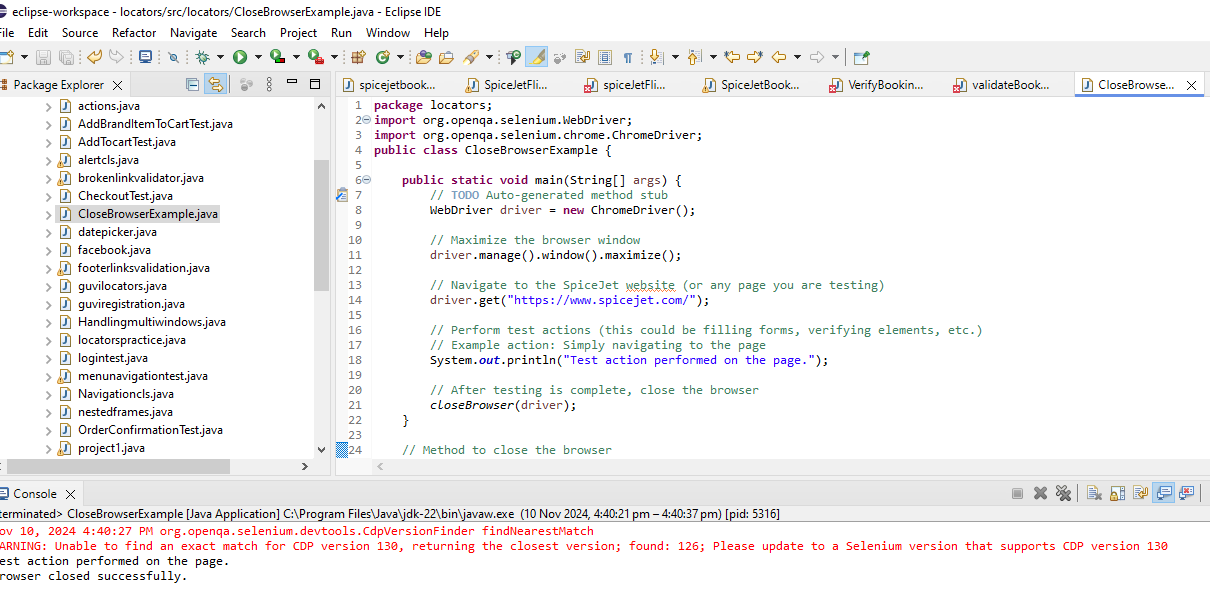 eclipse-workspace - locators/src/locators/CloseBrowserExample.java - Eclipse IDE
File Edit Source Refactor Navigate Search Project Run Window Help
Package Explorer
actions.java
AddBrandItemToCartTest.java
AddTocartTest.java
alertcls.java
brokenlinkvalidator.java
CheckoutTest.java
CloseBrowserExample.java
datepicker.java
facebook.java
footerlinksvalidation.java
guvilocators.java
guviregistration.java
Handlingmultiwindows.java
locatorspractice.java
logintest.java
menunavigationtest.java
Navigationcls.java
nestedframes.java
OrderConfirmationTest.java
project1.java
spicejetbook... SpiceJetFli... spiceJetFli... SpiceJetBook... VerifyBookin... validateBook... CloseBrowse...
1 package locators;
2 import org.openqa.selenium.WebDriver;
3 import org.openqa.selenium.chrome.ChromeDriver;
4 public class CloseBrowserExample {
5
6 public static void main(String[] args) {
7 // TODO Auto-generated method stub
8 WebDriver driver = new ChromeDriver();
9
10 // Maximize the browser window
11 driver.manage().window().maximize();
12
13 // Navigate to the SpiceJet website (or any page you are testing)
14 driver.get("https://www.spicejet.com/");
15
16 // Perform test actions (this could be filling forms, verifying elements, etc.)
17 // Example action: Simply navigating to the page
18 System.out.println("Test action performed on the page.");
19
20 // After testing is complete, close the browser
21 closeBrowser(driver);
22 }
23
24 // Method to close the browser
Console
terminated> CloseBrowserExample [Java Application] C:\Program Files\Java\jdk-22\bin\javaw.exe (10 Nov 2024, 4:40:21 pm – 4:40:37 pm) [pid: 5316]
ov 10, 2024 4:40:27 PM org.openqa.selenium.devtools.CdpVersionFinder findNearestMatch
ARNING: Unable to find an exact match for CDP version 130, returning the closest version; found: 126; Please update to a Selenium version that supports CDP version 130
est action performed on the page.
rowser closed successfully.